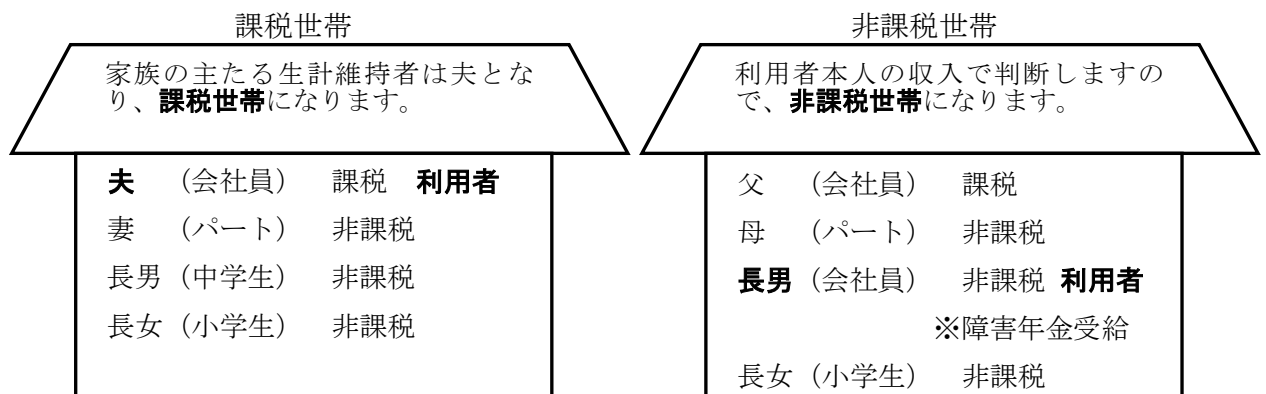 課税世帯
家族の主たる生計維持者は夫とな
り、課税世帯になります。
夫 （会社員） 課税 利用者
妻 （パート） 非課税
長男（中学生） 非課税
長女（小学生） 非課税
非課税世帯
利用者本人の収入で判断しますの
で、非課税世帯になります。
父 （会社員） 課税
母 （パート） 非課税
長男（会社員） 非課税 利用者
※障害年金受給
長女（小学生） 非課税